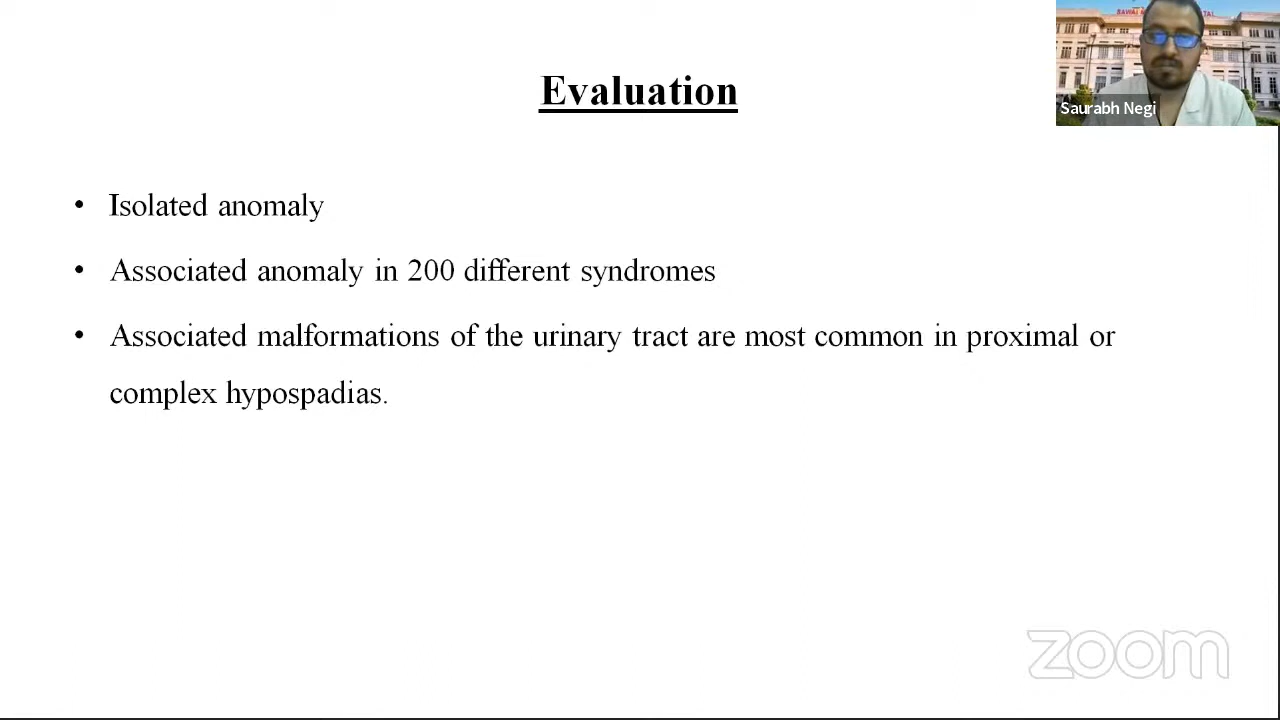 Evaluation
Saurabh Negi
• Isolated anomaly
• Associated anomaly in 200 different syndromes
• Associated malformations of the urinary tract are most common in proximal or
complex hypospadias.
zoom